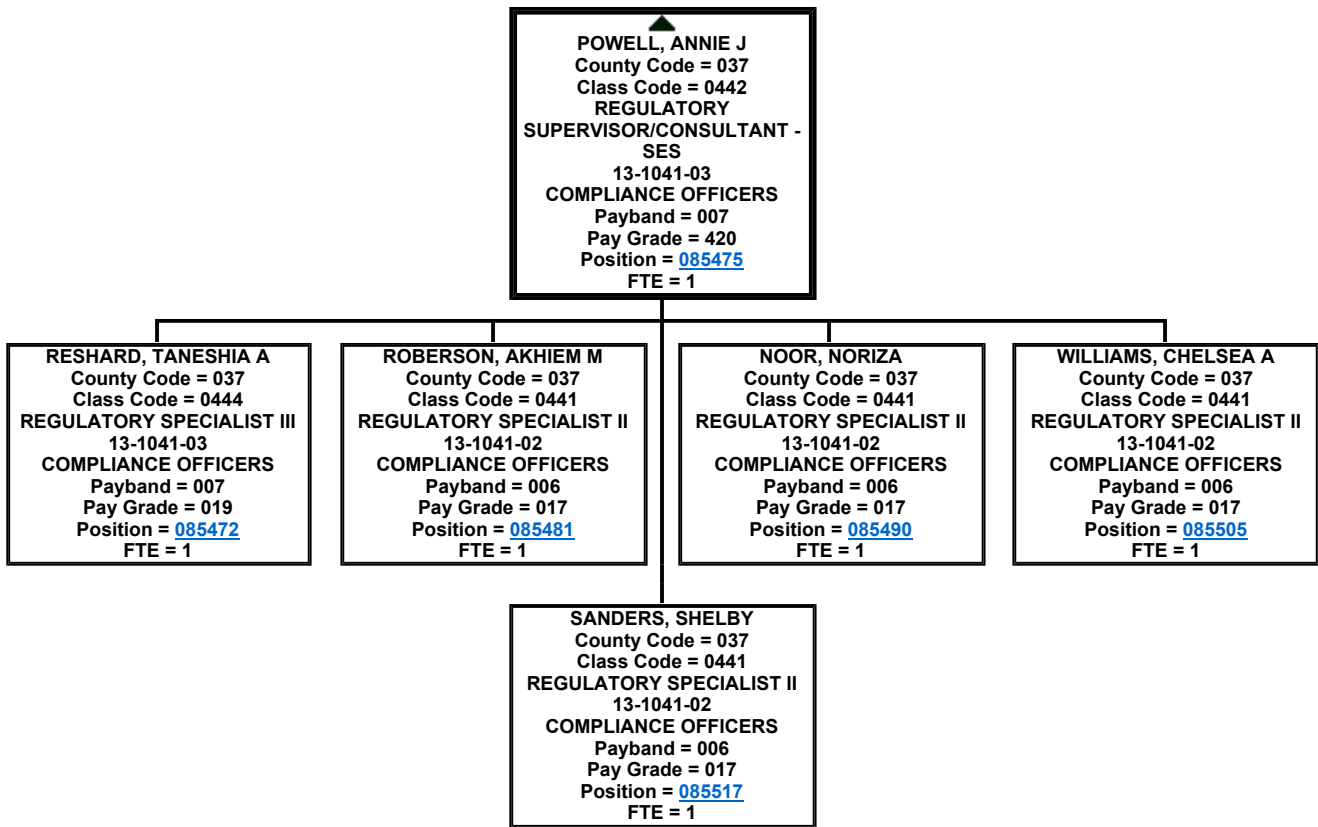 POWELL, ANNIE J
County Code = 037
Class Code = 0442
REGULATORY
SUPERVISOR/CONSULTANT -
SES
13-1041-03
COMPLIANCE OFFICERS
Payband = 007
Pay Grade = 420
Position = 085475
FTE = 1
RESHARD, TANESHIA A
County Code = 037
Class Code = 0444
REGULATORY SPECIALIST III
13-1041-03
COMPLIANCE OFFICERS
Payband = 007
Pay Grade = 019
Position = 085472
FTE = 1
ROBERSON, AKHIEM M
County Code = 037
Class Code = 0441
REGULATORY SPECIALIST II
13-1041-02
COMPLIANCE OFFICERS
Payband = 006
Pay Grade = 017
Position = 085481
FTE = 1
NOOR, NORIZA
County Code = 037
Class Code = 0441
REGULATORY SPECIALIST II
13-1041-02
COMPLIANCE OFFICERS
Payband = 006
Pay Grade = 017
Position = 085490
FTE = 1
WILLIAMS, CHELSEA A
County Code = 037
Class Code = 0441
REGULATORY SPECIALIST II
13-1041-02
COMPLIANCE OFFICERS
Payband = 006
Pay Grade = 017
Position = 085505
FTE = 1
SANDERS, SHELBY
County Code = 037
Class Code = 0441
REGULATORY SPECIALIST II
13-1041-02
COMPLIANCE OFFICERS
Payband = 006
Pay Grade = 017
Position = 085517
FTE = 1